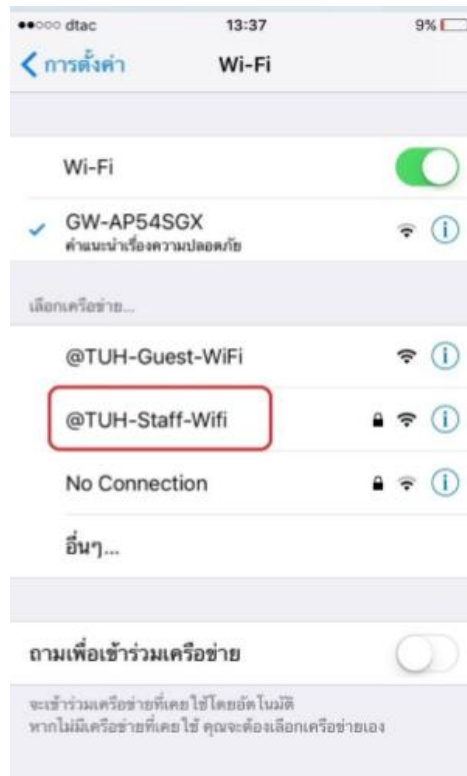 dtac 13:37 9%
การตั้งค่า Wi-Fi
Wi-Fi
GW-AP54SGX
คำแนะนำเรื่องความปลอดภัย
เลือกเครือข่าย...
@TUH-Guest-WiFi
@TUH-Staff-Wifi
No Connection
อื่นๆ...
ถามเพื่อเข้าร่วมเครือข่าย
จะเข้าร่วมเครือข่ายที่เคยใช้โดยอัตโนมัติ
หากไม่มีเครือข่ายที่เคยใช้ คุณจะต้องเลือกเครือข่ายเอง